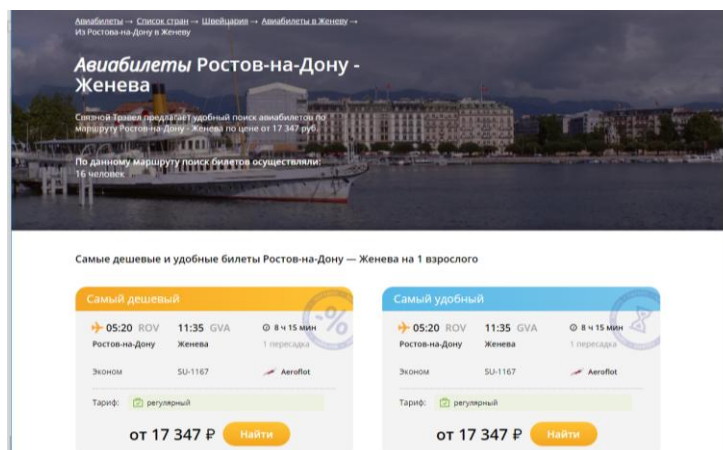 Авиабилеты → Список стран → Швейцария → Авиабилеты в Женеву →
Из Ростова-на-Дону в Женеву
Авиабилеты Ростов-на-Дону -
Женева
Связной Трэвел предлагает удобный поиск авиабилетов по
маршруту Ростов-на-Дону - Женева по цене от 17 347 руб.
По данному маршруту поиск билетов осуществляли:
16 человек
Самые дешевые и удобные билеты Ростов-на-Дону — Женева на 1 взрослого
Самый дешевый
05:20 ROV 11:35 GVA 8 ч 15 мин
Ростов-на-Дону Женева 1 пересадка
Эконом SU-1167 Aeroflot
Тариф: регулярный
от 17 347 ₽ Найти
Самый удобный
05:20 ROV 11:35 GVA 8 ч 15 мин
Ростов-на-Дону Женева 1 пересадка
Эконом SU-1167 Aeroflot
Тариф: регулярный
от 17 347 ₽ Найти